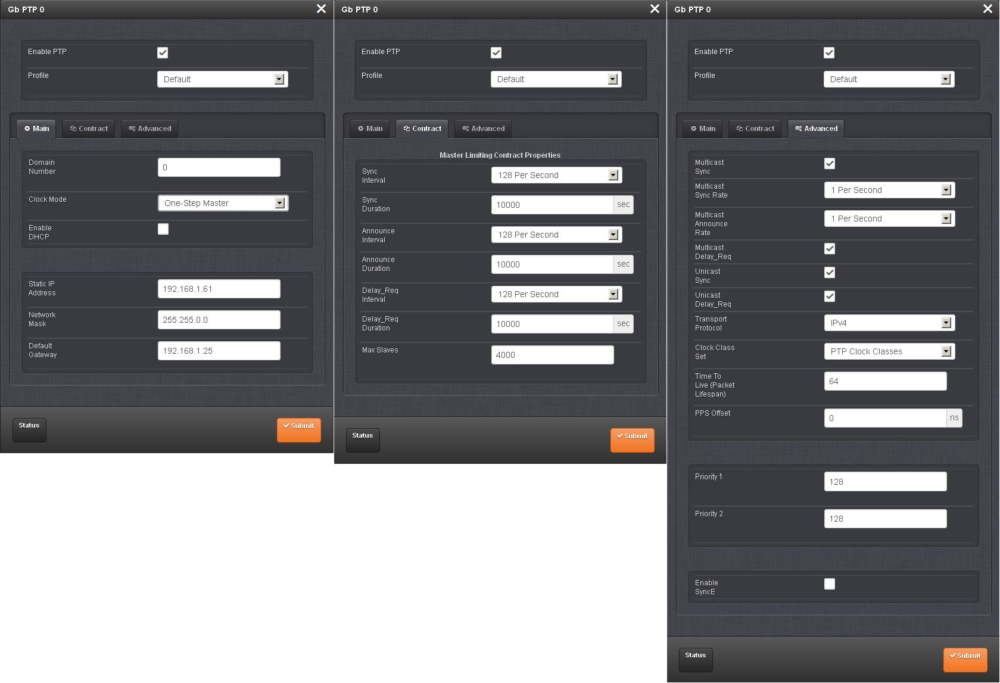 Gb PTP 0
Enable PTP
Profile
Default
Main
Contract
Advanced
Domain
Number
0
Clock Mode
One-Step Master
Enable
DHCP
Static IP
Address
192.168.1.61
Network
Mask
255.255.0.0
Default
Gateway
192.168.1.25
Status
Submit
Gb PTP 0
Enable PTP
Profile
Default
Main
Contract
Advanced
Master Limiting Contract Properties
Sync
Interval
128 Per Second
Sync
Duration
10000
sec
Announce
Interval
128 Per Second
Announce
Duration
10000
sec
Delay_Req
Interval
128 Per Second
Delay_Req
Duration
10000
sec
Max Slaves
4000
Status
Submit
Gb PTP 0
Enable PTP
Profile
Default
Main
Contract
Advanced
Multicast
Sync
Multicast
Sync Rate
1 Per Second
Multicast
Announce
Rate
1 Per Second
Multicast
Delay_Req
Unicast
Sync
Unicast
Delay_Req
Transport
Protocol
IPv4
Clock Class
Set
PTP Clock Classes
Time To
Live (Packet
Lifespan)
64
PPS Offset
0
ns
Priority 1
128
Priority 2
128
Enable
SyncE
Status
Submit